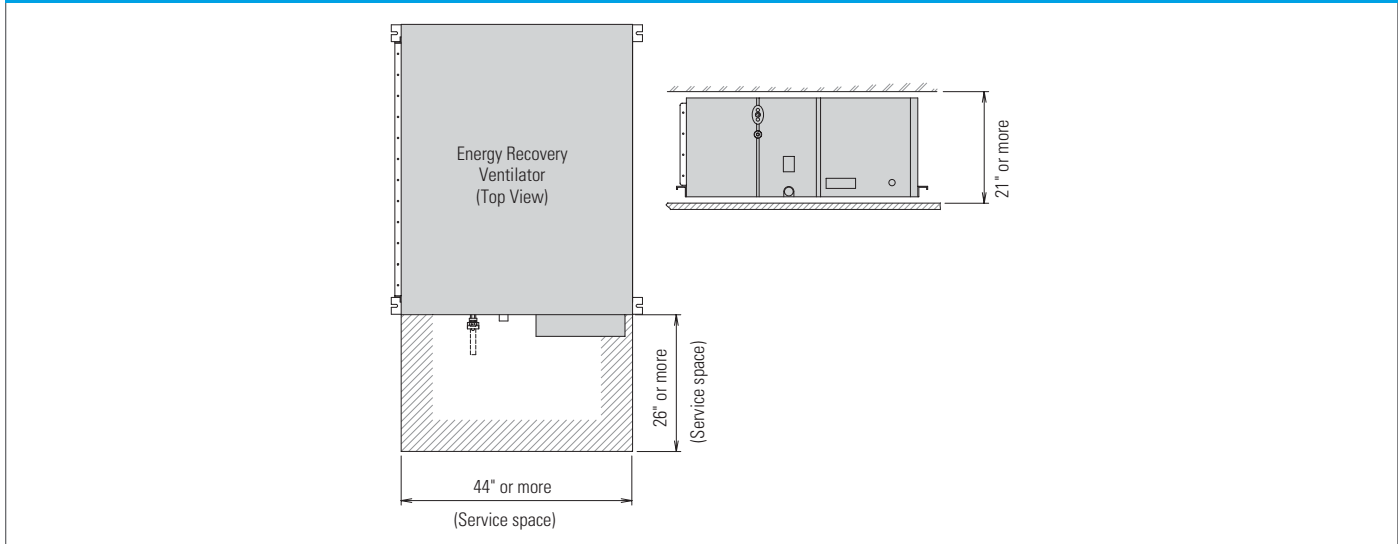 Energy Recovery
Ventilator
(Top View)
21" or more
26" or more
(Service space)
44" or more
(Service space)